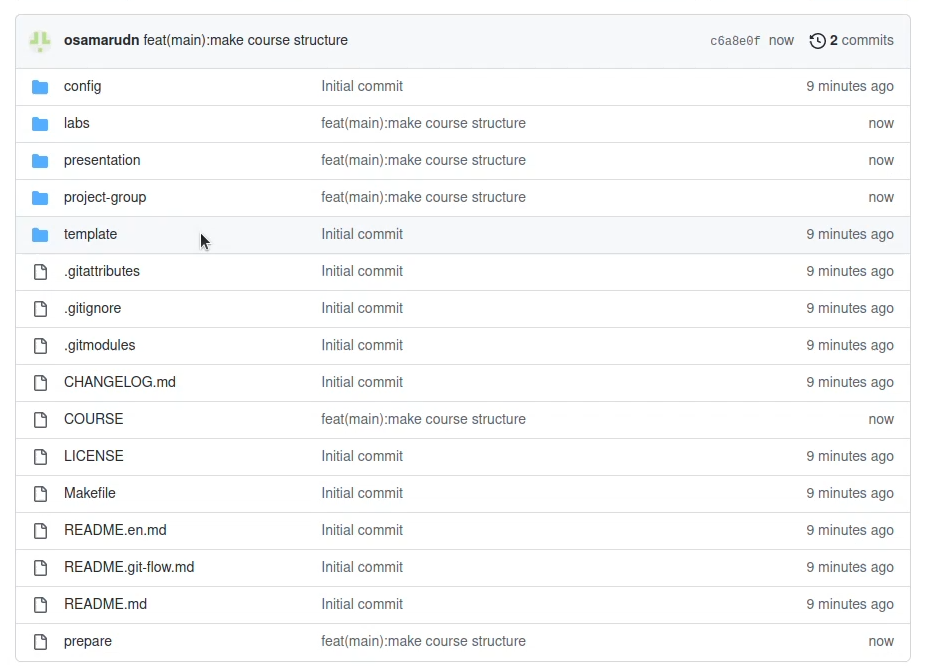 osamarudn feat(main):make course structure c6a8e0f now 2 commits
config Initial commit 9 minutes ago
labs feat(main):make course structure now
presentation feat(main):make course structure now
project-group feat(main):make course structure now
template Initial commit 9 minutes ago
.gitattributes Initial commit 9 minutes ago
.gitignore Initial commit 9 minutes ago
.gitmodules Initial commit 9 minutes ago
CHANGELOG.md Initial commit 9 minutes ago
COURSE feat(main):make course structure now
LICENSE Initial commit 9 minutes ago
Makefile Initial commit 9 minutes ago
README.en.md Initial commit 9 minutes ago
README.git-flow.md Initial commit 9 minutes ago
README.md Initial commit 9 minutes ago
prepare feat(main):make course structure now